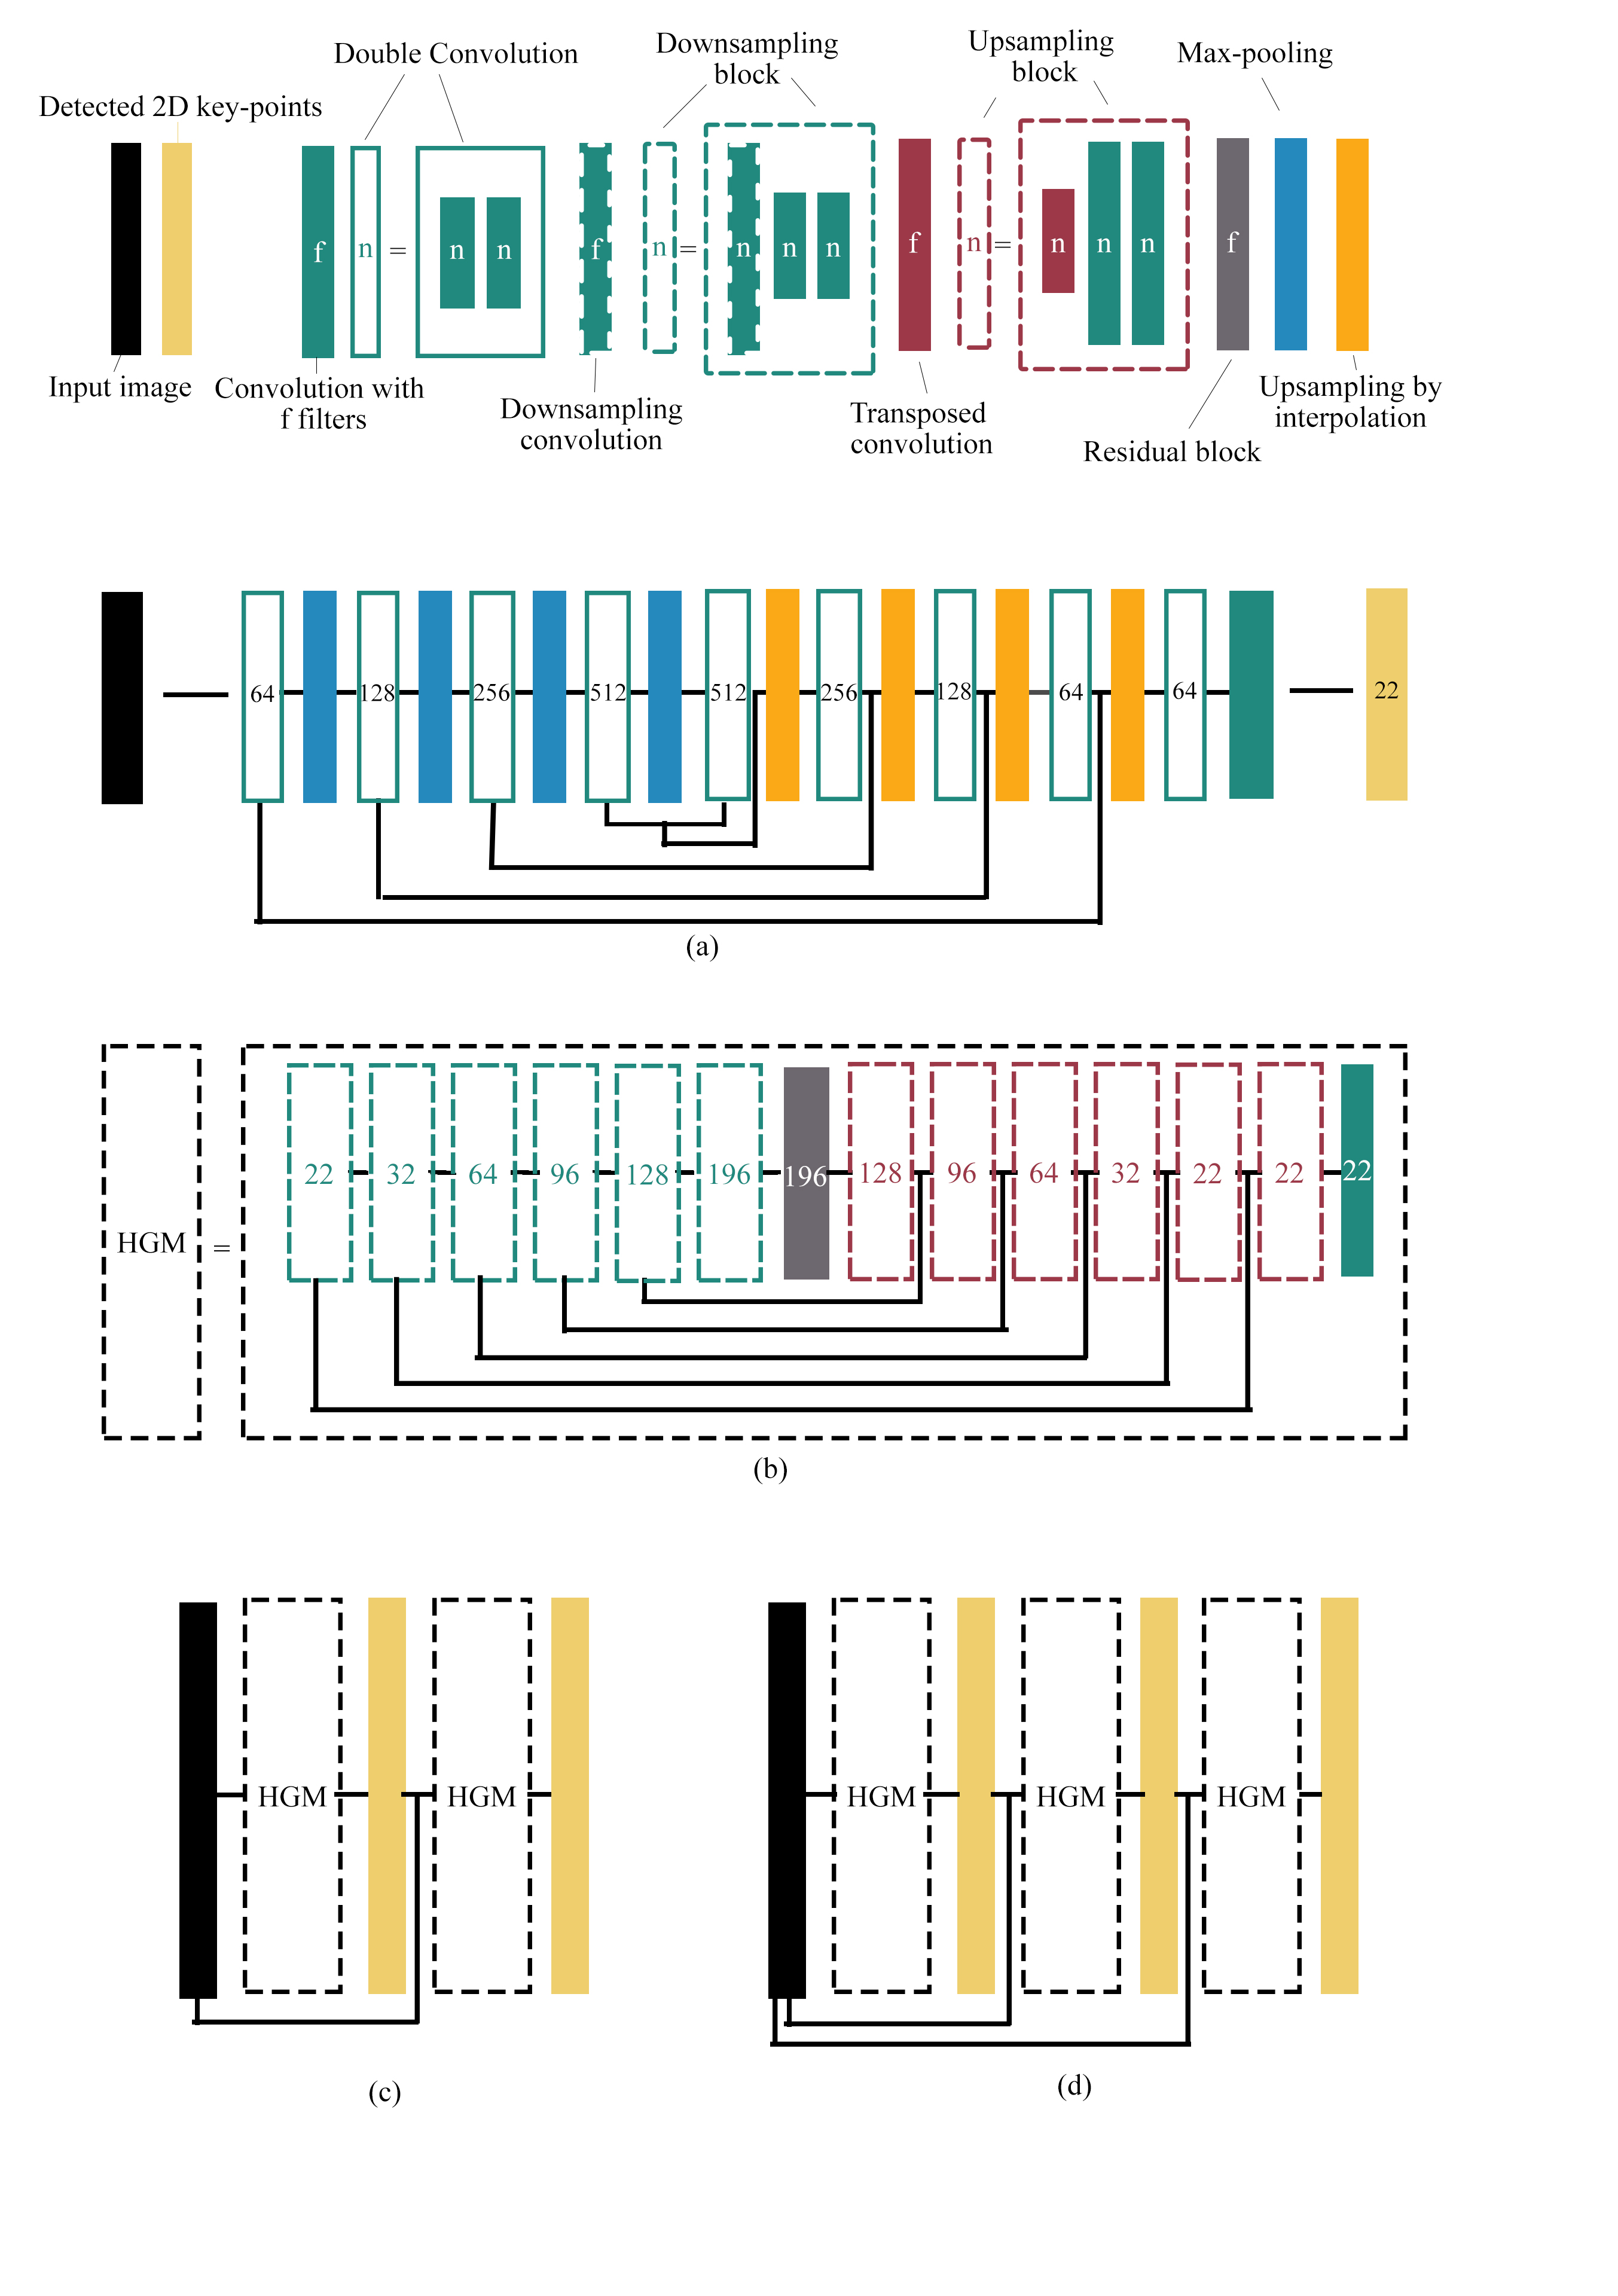 Double Convolution
Downsampling
block
Upsampling
block
Max-pooling
Detected 2D key-points
f n = n n f n = n n n f n = n n n f
Input image
Convolution with
f filters
Downsampling
convolution
Transposed
convolution
Residual block
Upsampling by
interpolation
64 128 256 512 512 256 128 64 64 22
(a)
HGM = 22 32 64 96 128 196 196 128 96 64 32 22 22 22
(b)
HGM HGM
(c)
HGM HGM HGM
(d)